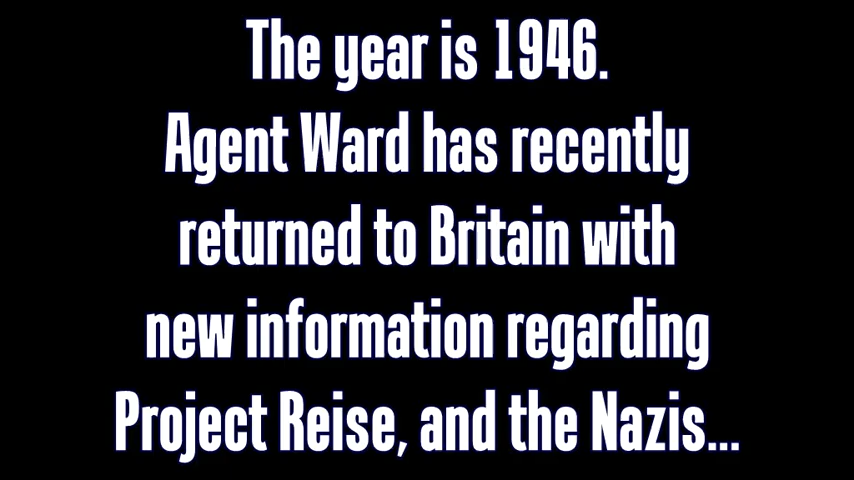 The year is 1946.
Agent Ward has recently
returned to Britain with
new information regarding
Project Reise, and the Nazis...